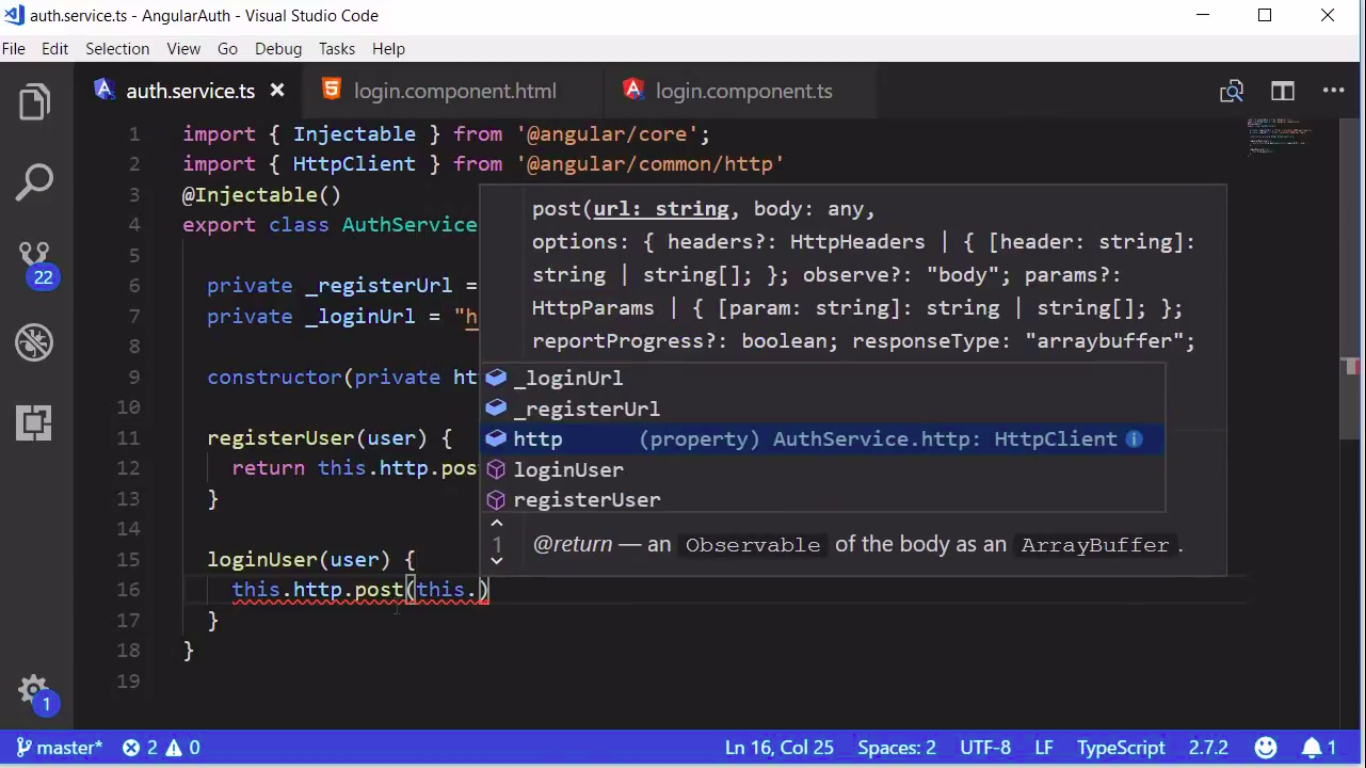 auth.service.ts - AngularAuth - Visual Studio Code
File Edit Selection View Go Debug Tasks Help
auth.service.ts login.component.html login.component.ts
1 import { Injectable } from '@angular/core';
2 import { HttpClient } from '@angular/common/http'
3 @Injectable()
4 export class AuthService
5
6 private _registerUrl =
7 private _loginUrl = "h
8
9 constructor(private ht
10
11 registerUser(user) {
12 return this.http.pos
13 }
14
15 loginUser(user) {
16 this.http.post(this.)
17 }
18 }
19
post(url: string, body: any,
options: { headers?: HttpHeaders | { [header: string]:
string | string[]; }; observe?: "body"; params?:
HttpParams | { [param: string]: string | string[]; };
reportProgress?: boolean; responseType: "arraybuffer";
_loginUrl
_registerUrl
http (property) AuthService.http: HttpClient
loginUser
registerUser
1 @return — an Observable of the body as an ArrayBuffer.
22
1
master* 2 0 Ln 16, Col 25 Spaces: 2 UTF-8 LF TypeScript 2.7.2 1